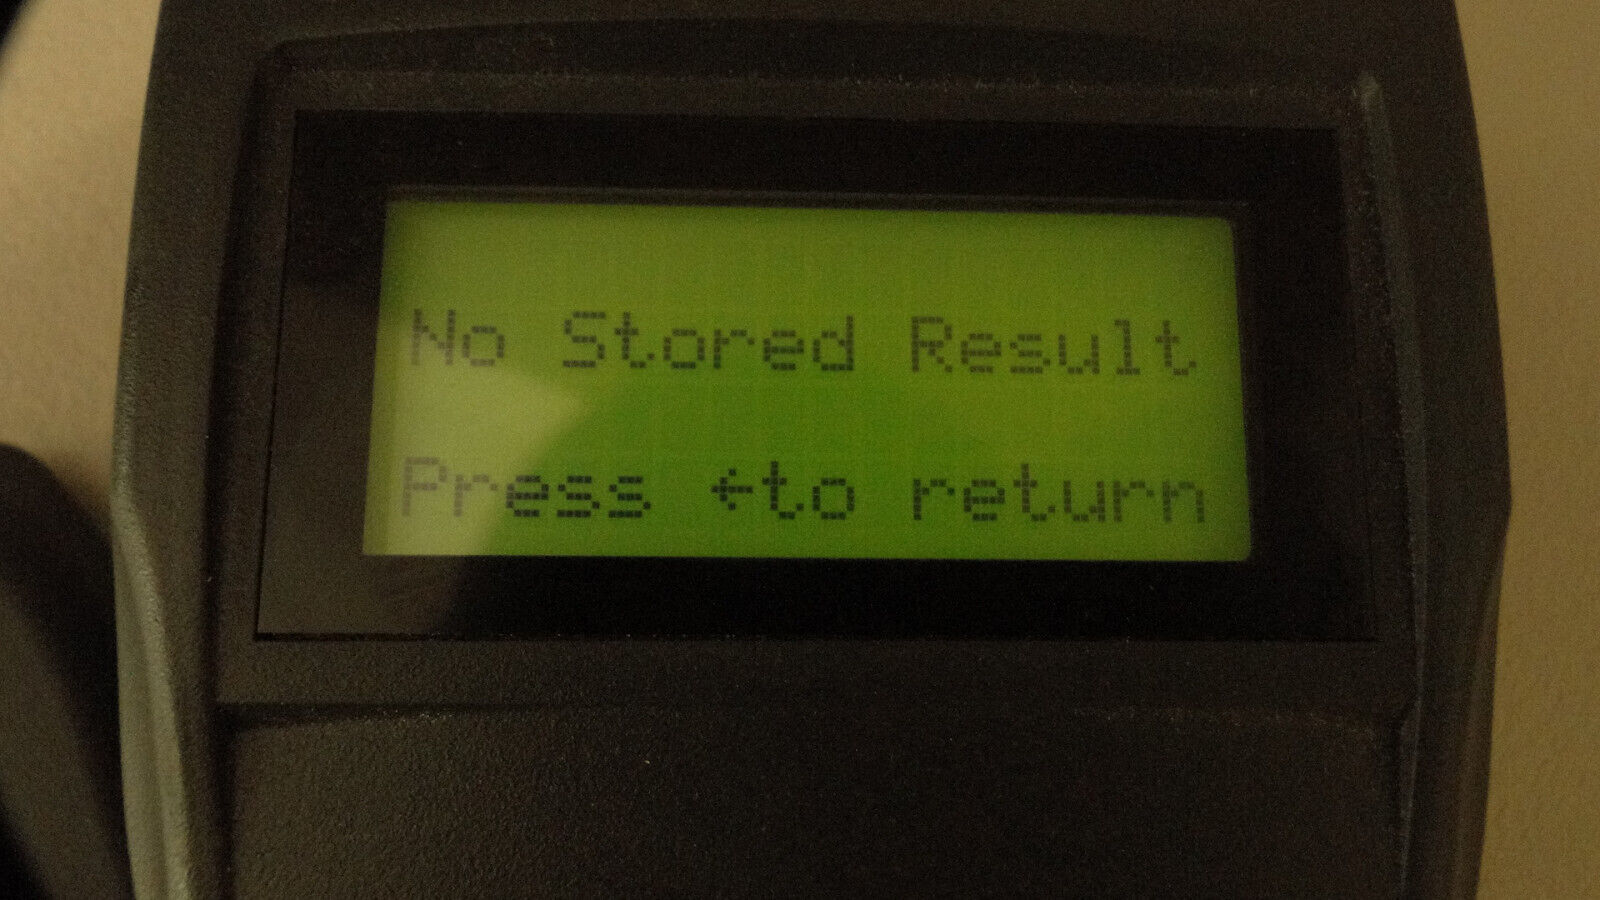 No Stored Result
Press ←to return